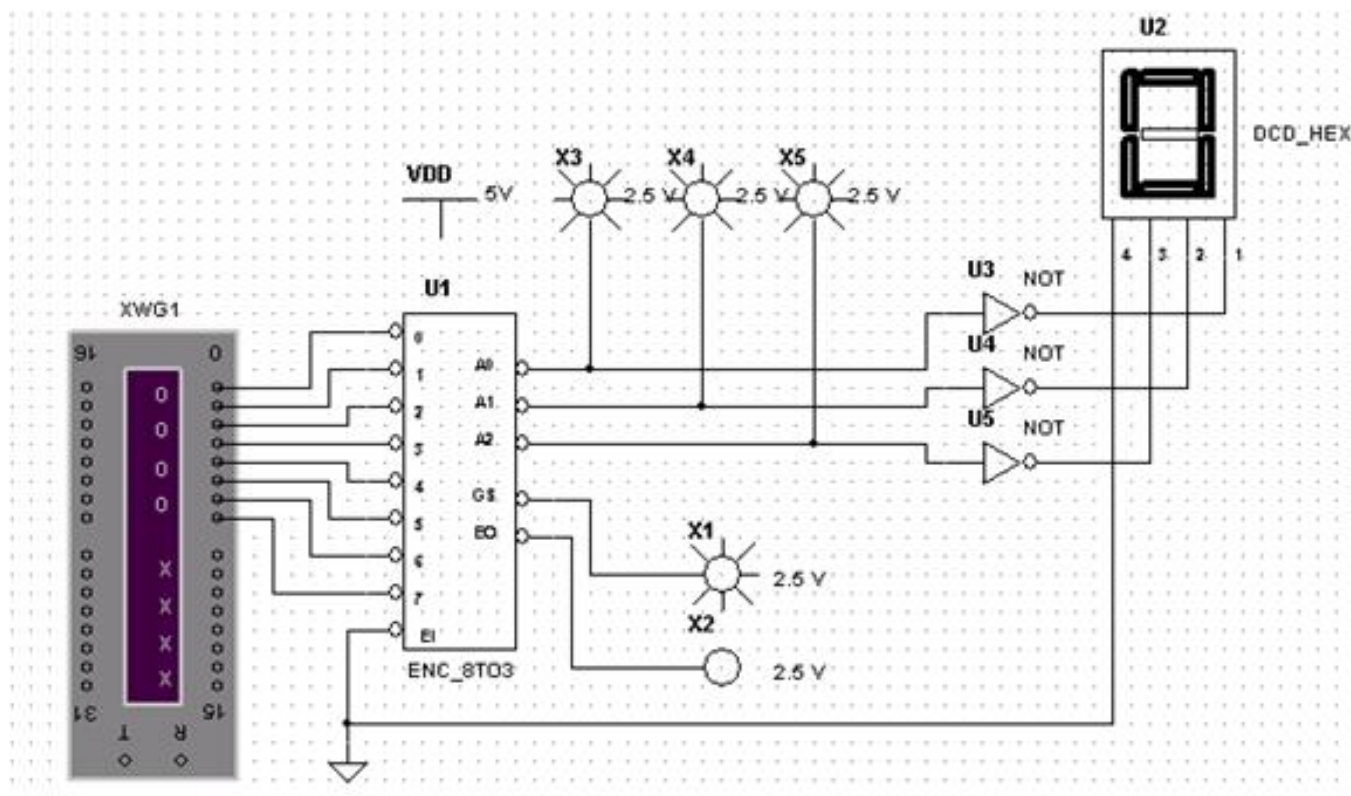 U2
DCD_HEX
4 3 2 1
X3 X4 X5
2.5 V 2.5 V 2.5 V
VDD
5V
U3 NOT
U4 NOT
U5 NOT
U1
0
1
2
3
4
5
6
7
EI
A0
A1
A2
GS
EO
ENC_8TO3
XWG1
16 0
0
0
0
0
X
X
X
X
31 15
T R
X1
2.5 V
X2
2.5 V